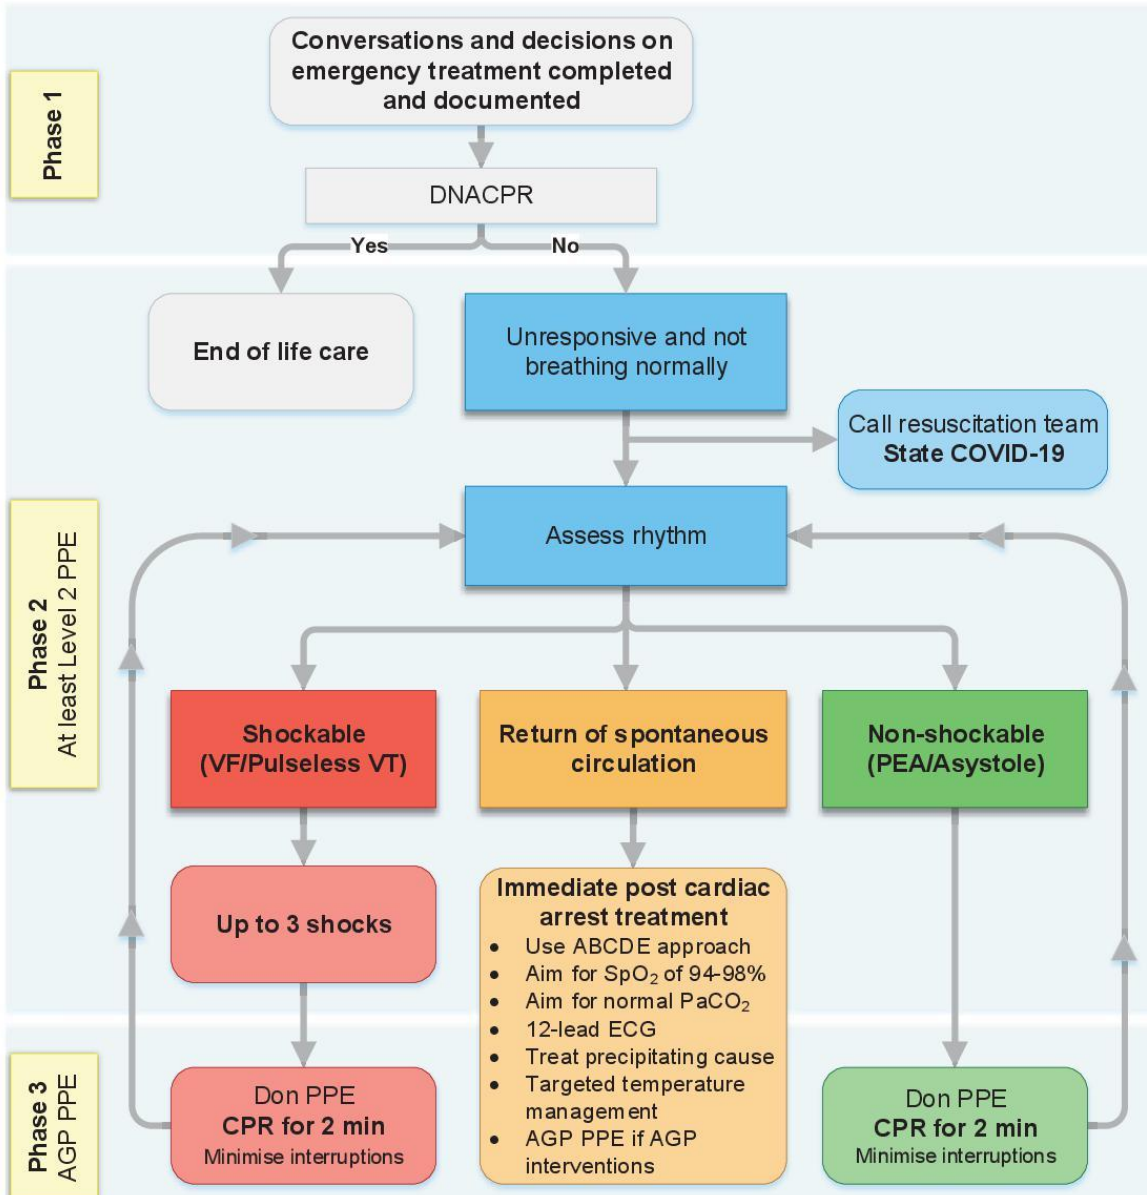 Phase 1
Conversations and decisions on
emergency treatment completed
and documented
DNACPR
Yes
No
Phase 2
At least Level 2 PPE
End of life care
Unresponsive and not
breathing normally
Call resuscitation team
State COVID-19
Assess rhythm
Shockable
(VF/Pulseless VT)
Return of spontaneous
circulation
Non-shockable
(PEA/Asystole)
Up to 3 shocks
Immediate post cardiac
arrest treatment
• Use ABCDE approach
• Aim for SpO₂ of 94-98%
• Aim for normal PaCO₂
• 12-lead ECG
• Treat precipitating cause
• Targeted temperature
management
• AGP PPE if AGP
interventions
Phase 3
AGP PPE
Don PPE
CPR for 2 min
Minimise interruptions
Don PPE
CPR for 2 min
Minimise interruptions